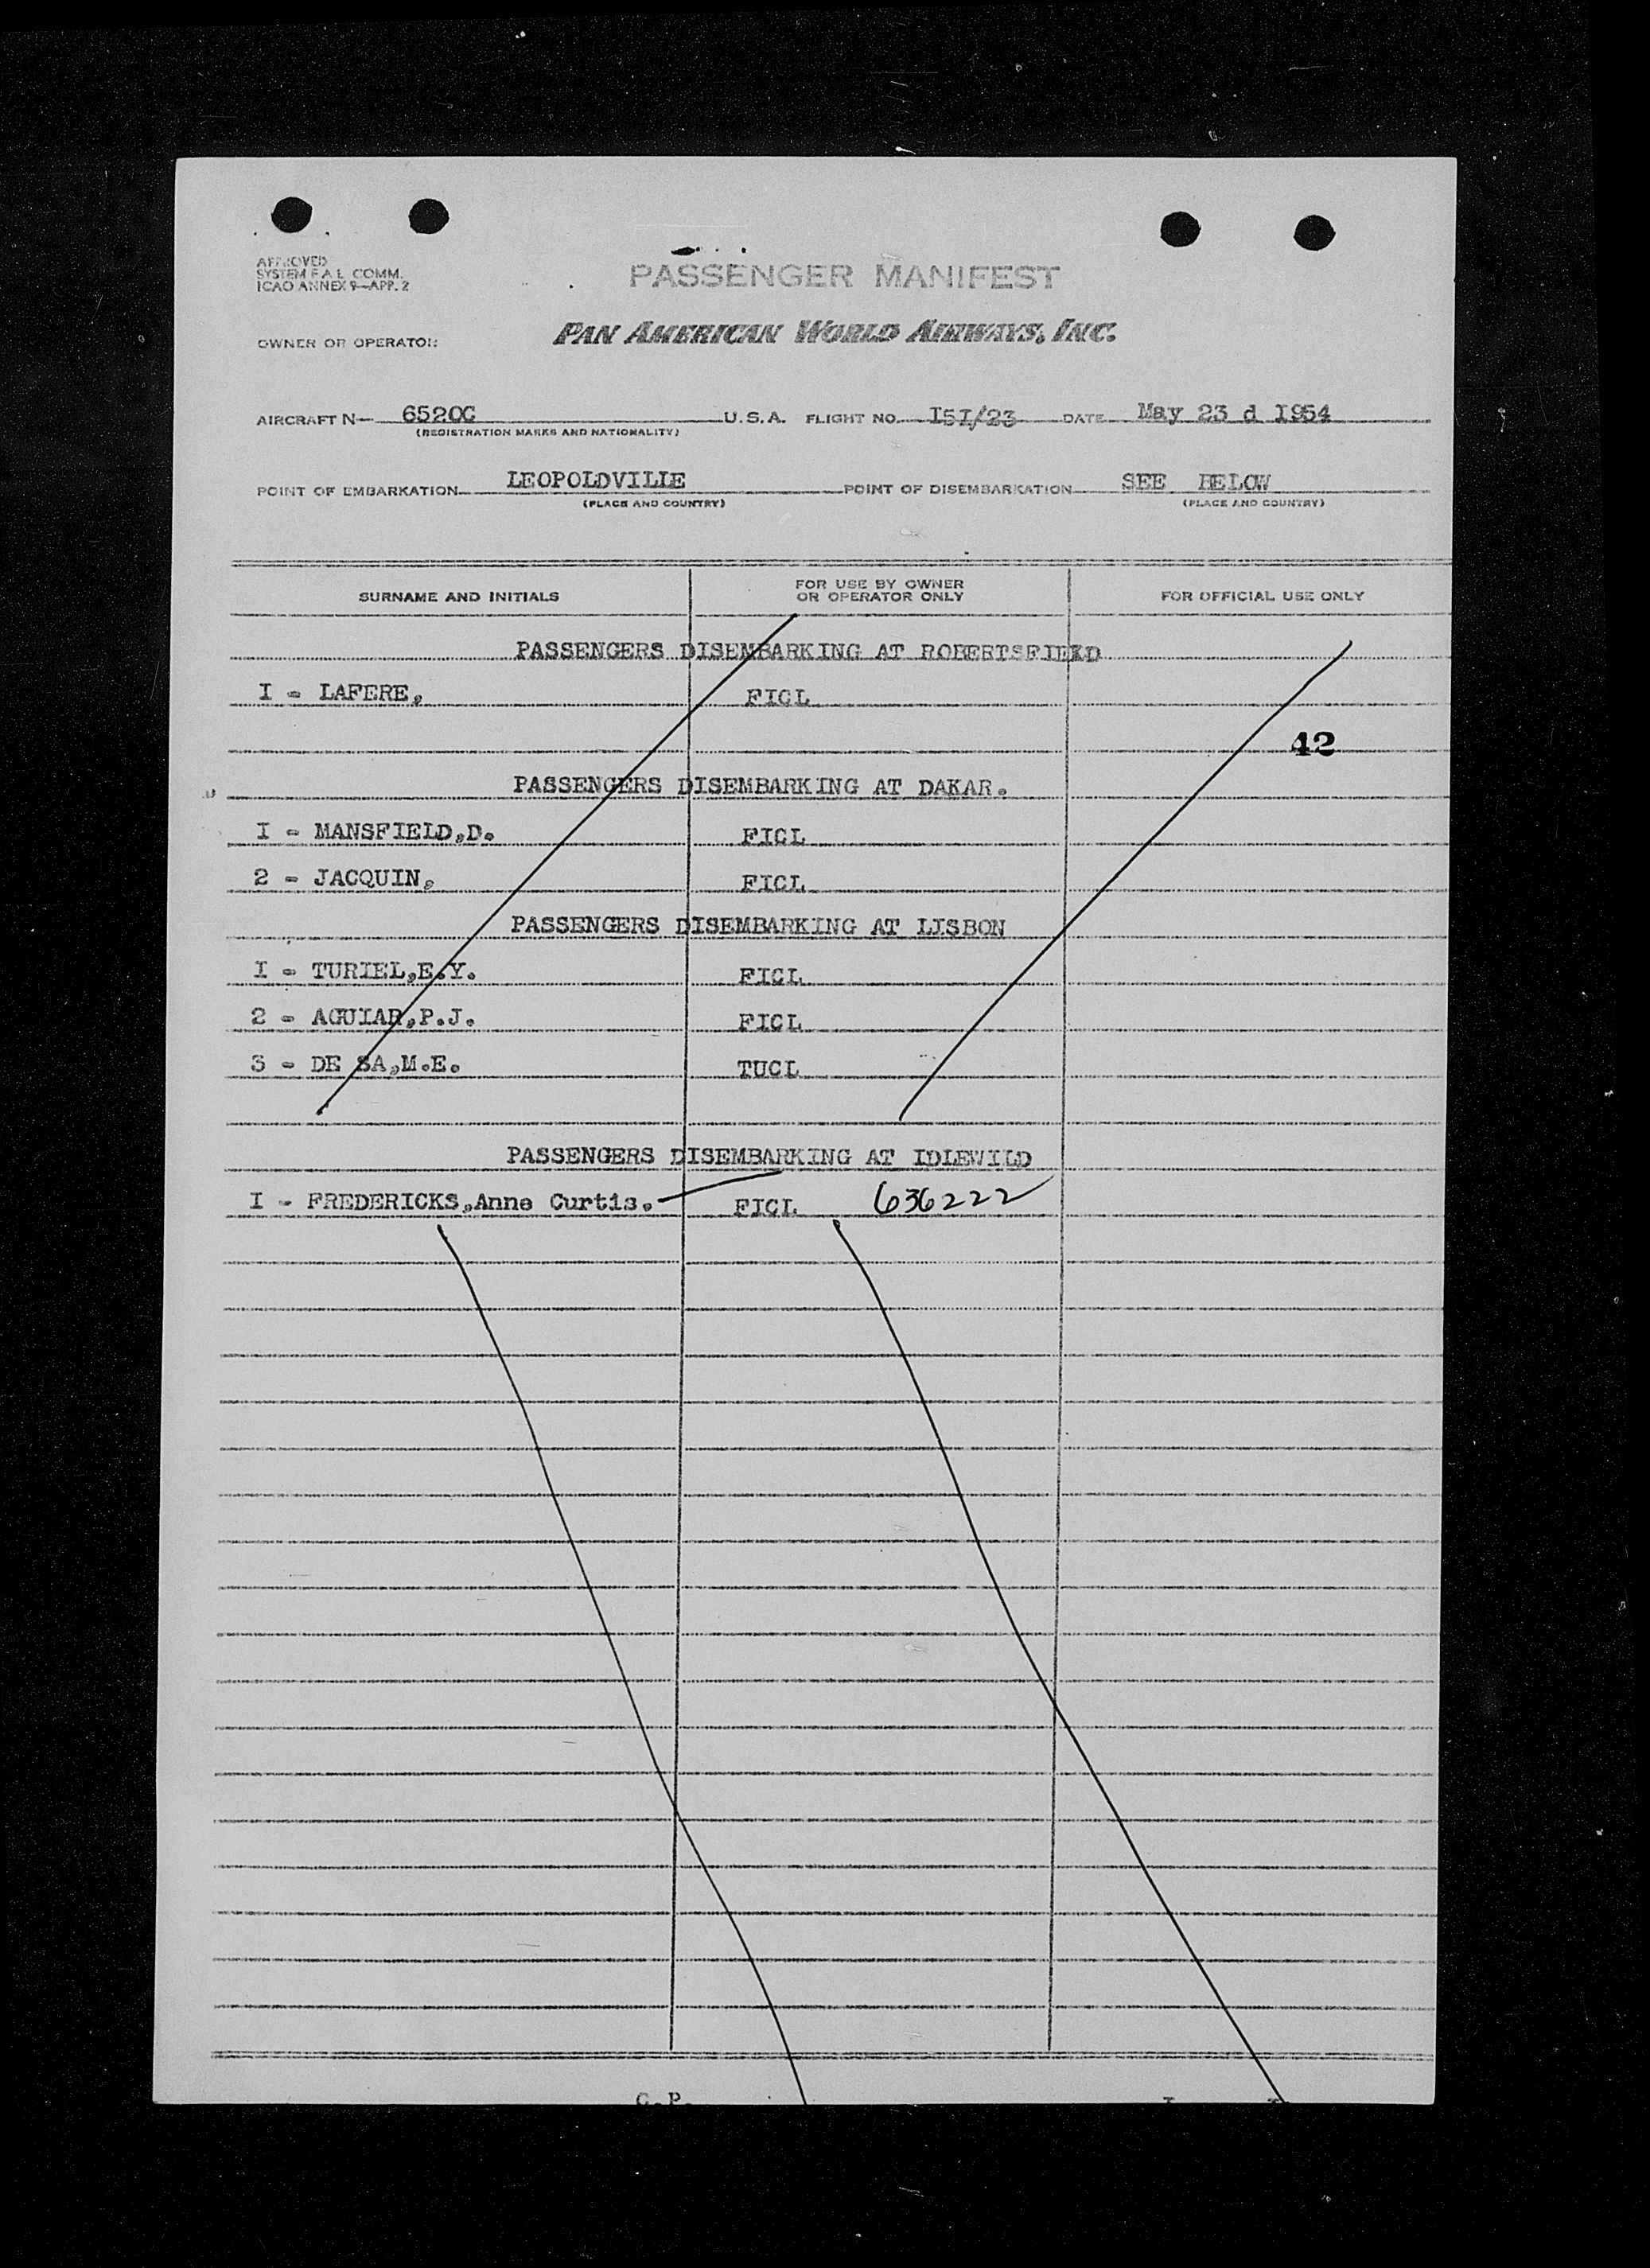 APPROVED
SYSTEM F.A.L. COMM.
ICAO ANNEX 9—APP. 2
PASSENGER MANIFEST
OWNER OR OPERATOR: PAN AMERICAN WORLD AIRWAYS, INC.
AIRCRAFT N— 6520C U.S.A. FLIGHT NO. I5I/23 DATE May 23 d I954
(REGISTRATION MARKS AND NATIONALITY)
POINT OF EMBARKATION LEOPOLDVILLE POINT OF DISEMBARKATION SEE BELOW
(PLACE AND COUNTRY) (PLACE AND COUNTRY)
SURNAME AND INITIALS FOR USE BY OWNER OR OPERATOR ONLY FOR OFFICIAL USE ONLY
PASSENGERS DISEMBARKING AT ROBERTSFIELD
I - LAFERE, FICL
42
PASSENGERS DISEMBARKING AT DAKAR.
I - MANSFIELD,D. FICL
2 - JACQUIN, FICL
PASSENGERS DISEMBARKING AT LISBON
I - TURIEL,E.Y. FICL
2 - AGUIAR,P.J. FICL
3 - DE SA,M.E. TUCL
PASSENGERS DISEMBARKING AT IDLEWILD
I - FREDERICKS,Anne Curtis. FICL 636222